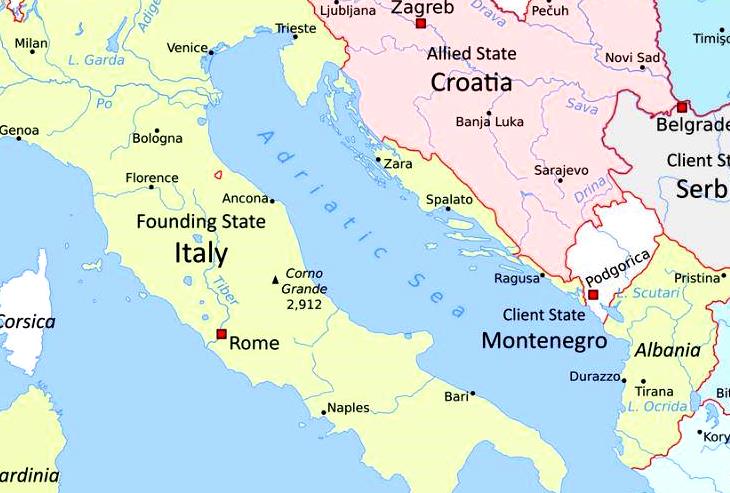 Ljubljana
Zagreb
Drava
Pečuh
Trieste
Milan
Adige
Venice
L. Garda
Allied State
Croatia
Novi Sad
Timișo
Po
Sava
Genoa
Bologna
Banja Luka
Belgrade
Zara
Client St
Serb
Florence
Sarajevo
Drina
Ancona
Spalato
Adriatic Sea
Founding State
Italy
Corno
Grande
2,912
Tiber
Ragusa
Podgorica
Pristina
L. Scutari
Client State
Montenegro
Corsica
Rome
Albania
Durazzo
Tirana
Bit
Naples
Bari
L. Ocrida
Kory
ardinia